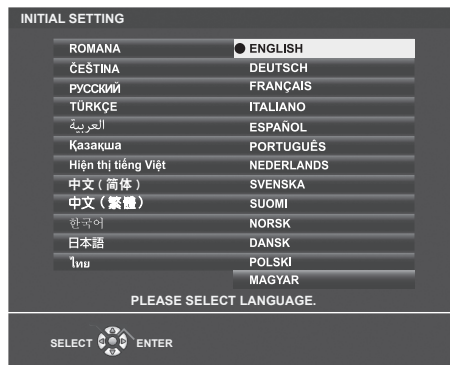 INITIAL SETTING
ROMANA
ČEŠTINA
РУССКИЙ
TÜRKÇE
العربية
Қазақша
Hiện thị tiếng Việt
中文 ( 简体 )
中文 ( 繁體 )
한국어
日本語
ไทย
ENGLISH
DEUTSCH
FRANÇAIS
ITALIANO
ESPAÑOL
PORTUGUÊS
NEDERLANDS
SVENSKA
SUOMI
NORSK
DANSK
POLSKI
MAGYAR
PLEASE SELECT LANGUAGE.
SELECT ENTER